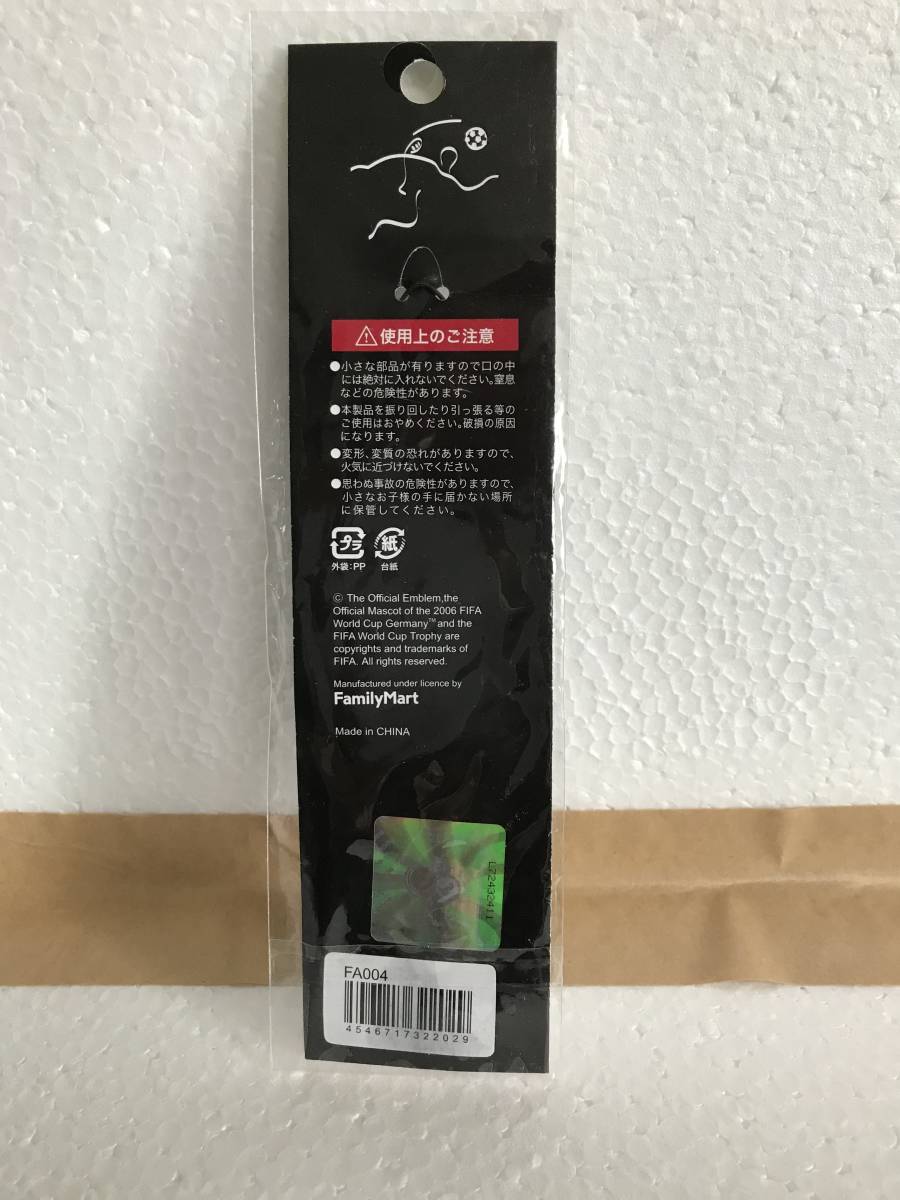 使用上のご注意
●小さな部品が有りますので口の中
には絶対に入れないでください。窒息
などの危険性があります。
●本製品を振り回したり引っ張る等の
ご使用はおやめください。破損の原因
になります。
●変形、変質の恐れがありますので、
火気に近づけないでください。
●思わぬ事故の危険性がありますので、
小さなお子様の手に届かない場所
に保管してください。
プラ 紙
外袋:PP 台紙
© The Official Emblem,the
Official Mascot of the 2006 FIFA
World Cup Germany™ and the
FIFA World Cup Trophy are
copyrights and trademarks of
FIFA. All rights reserved.
Manufactured under licence by
FamilyMart
Made in CHINA
L72432411
FA004
4546717322029